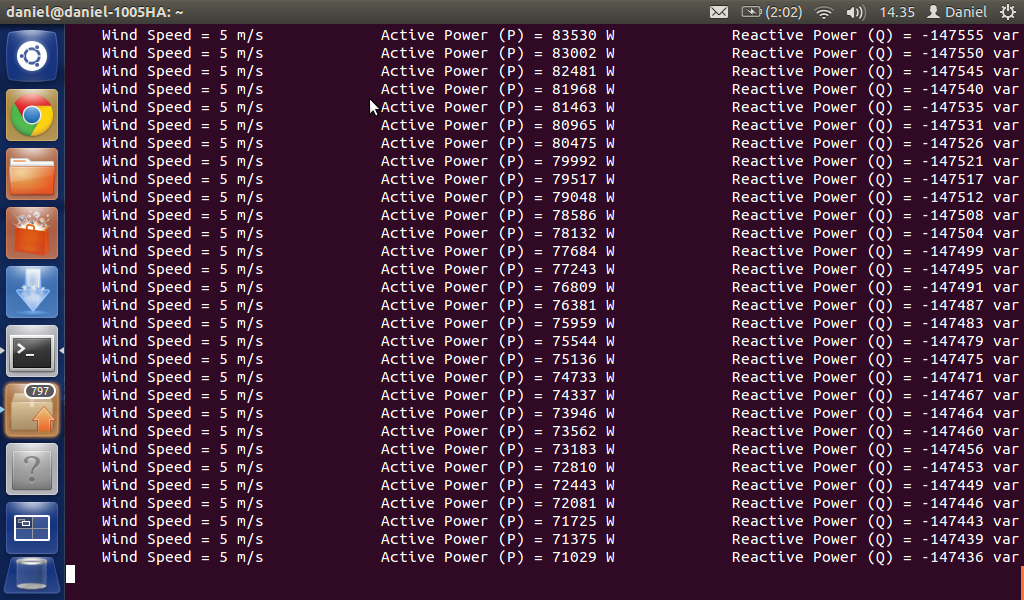 daniel@daniel-1005HA: ~ (2:02) 14.35 Daniel
Wind Speed = 5 m/s Active Power (P) = 83530 W Reactive Power (Q) = -147555 var
Wind Speed = 5 m/s Active Power (P) = 83002 W Reactive Power (Q) = -147550 var
Wind Speed = 5 m/s Active Power (P) = 82481 W Reactive Power (Q) = -147545 var
Wind Speed = 5 m/s Active Power (P) = 81968 W Reactive Power (Q) = -147540 var
Wind Speed = 5 m/s Active Power (P) = 81463 W Reactive Power (Q) = -147535 var
Wind Speed = 5 m/s Active Power (P) = 80965 W Reactive Power (Q) = -147531 var
Wind Speed = 5 m/s Active Power (P) = 80475 W Reactive Power (Q) = -147526 var
Wind Speed = 5 m/s Active Power (P) = 79992 W Reactive Power (Q) = -147521 var
Wind Speed = 5 m/s Active Power (P) = 79517 W Reactive Power (Q) = -147517 var
Wind Speed = 5 m/s Active Power (P) = 79048 W Reactive Power (Q) = -147512 var
Wind Speed = 5 m/s Active Power (P) = 78586 W Reactive Power (Q) = -147508 var
Wind Speed = 5 m/s Active Power (P) = 78132 W Reactive Power (Q) = -147504 var
Wind Speed = 5 m/s Active Power (P) = 77684 W Reactive Power (Q) = -147499 var
Wind Speed = 5 m/s Active Power (P) = 77243 W Reactive Power (Q) = -147495 var
Wind Speed = 5 m/s Active Power (P) = 76809 W Reactive Power (Q) = -147491 var
Wind Speed = 5 m/s Active Power (P) = 76381 W Reactive Power (Q) = -147487 var
Wind Speed = 5 m/s Active Power (P) = 75959 W Reactive Power (Q) = -147483 var
Wind Speed = 5 m/s Active Power (P) = 75544 W Reactive Power (Q) = -147479 var
Wind Speed = 5 m/s Active Power (P) = 75136 W Reactive Power (Q) = -147475 var
Wind Speed = 5 m/s Active Power (P) = 74733 W Reactive Power (Q) = -147471 var
Wind Speed = 5 m/s Active Power (P) = 74337 W Reactive Power (Q) = -147467 var
Wind Speed = 5 m/s Active Power (P) = 73946 W Reactive Power (Q) = -147464 var
Wind Speed = 5 m/s Active Power (P) = 73562 W Reactive Power (Q) = -147460 var
Wind Speed = 5 m/s Active Power (P) = 73183 W Reactive Power (Q) = -147456 var
Wind Speed = 5 m/s Active Power (P) = 72810 W Reactive Power (Q) = -147453 var
Wind Speed = 5 m/s Active Power (P) = 72443 W Reactive Power (Q) = -147449 var
Wind Speed = 5 m/s Active Power (P) = 72081 W Reactive Power (Q) = -147446 var
Wind Speed = 5 m/s Active Power (P) = 71725 W Reactive Power (Q) = -147443 var
Wind Speed = 5 m/s Active Power (P) = 71375 W Reactive Power (Q) = -147439 var
Wind Speed = 5 m/s Active Power (P) = 71029 W Reactive Power (Q) = -147436 var
>_
797
?